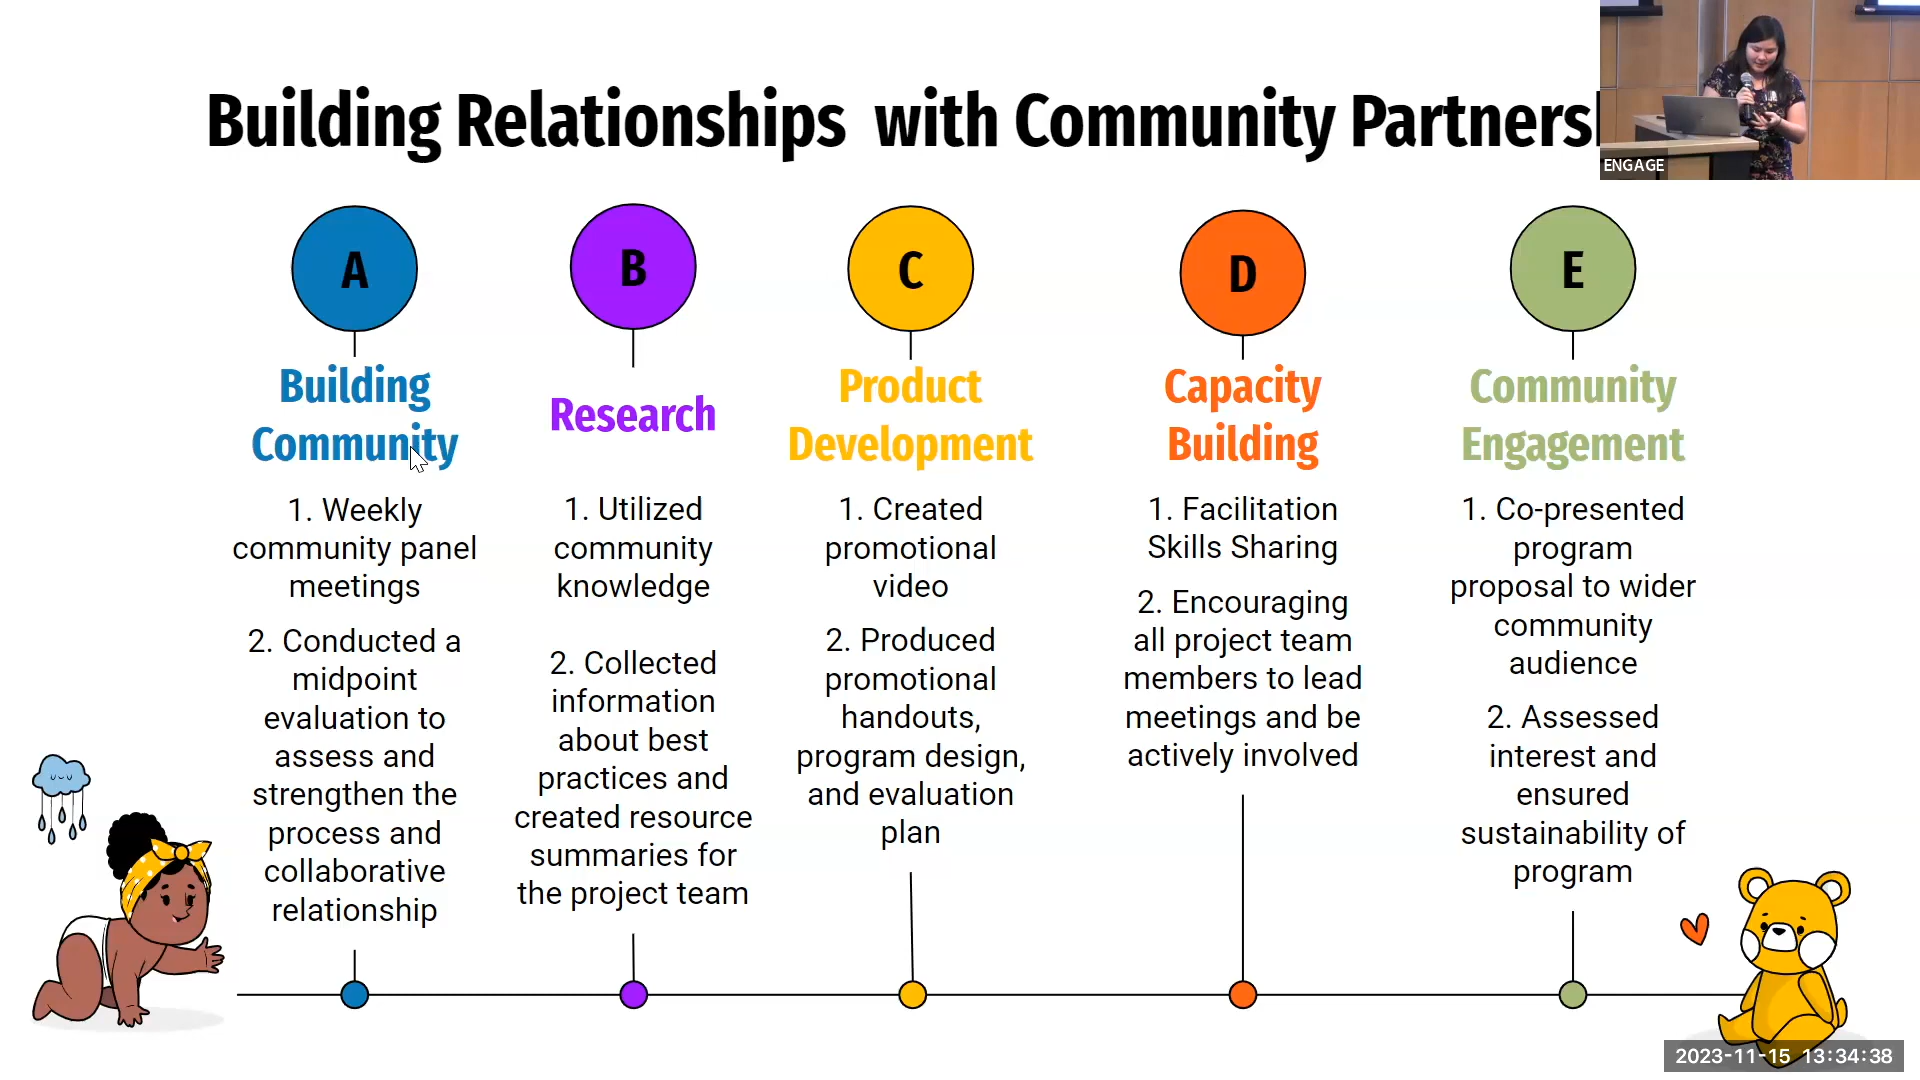 Building Relationships with Community Partners
ENGAGE
A
Building
Community
1. Weekly
community panel
meetings
2. Conducted a
midpoint
evaluation to
assess and
strengthen the
process and
collaborative
relationship
B
Research
1. Utilized
community
knowledge
2. Collected
information
about best
practices and
created resource
summaries for
the project team
C
Product
Development
1. Created
promotional
video
2. Produced
promotional
handouts,
program design,
and evaluation
plan
D
Capacity
Building
1. Facilitation
Skills Sharing
2. Encouraging
all project team
members to lead
meetings and be
actively involved
E
Community
Engagement
1. Co-presented
program
proposal to wider
community
audience
2. Assessed
interest and
ensured
sustainability of
program
2023-11-15 13:34:38